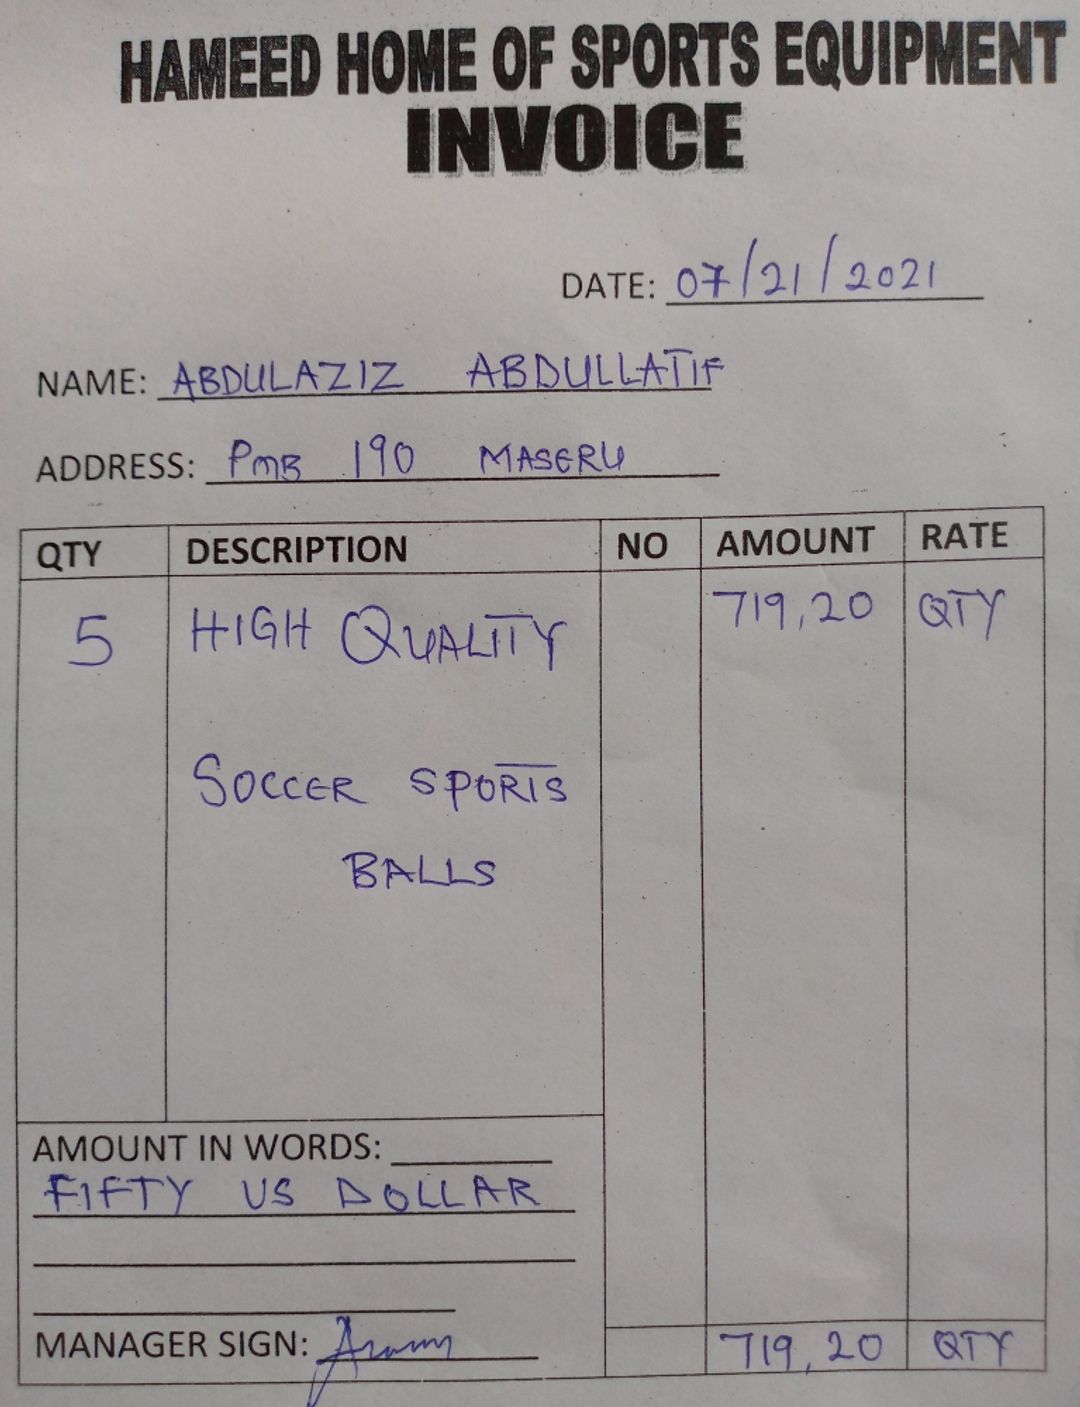 HAMEED HOME OF SPORTS EQUIPMENT
INVOICE
DATE: 07/21/2021
NAME: ABDULAZIZ ABDULLATIF
ADDRESS: PMB 190 MASERU
QTY DESCRIPTION NO AMOUNT RATE
5 HIGH QUALITY 719,20 QTY
SOCCER SPORTS
BALLS
AMOUNT IN WORDS:
FIFTY US DOLLAR
MANAGER SIGN:
719,20 QTY